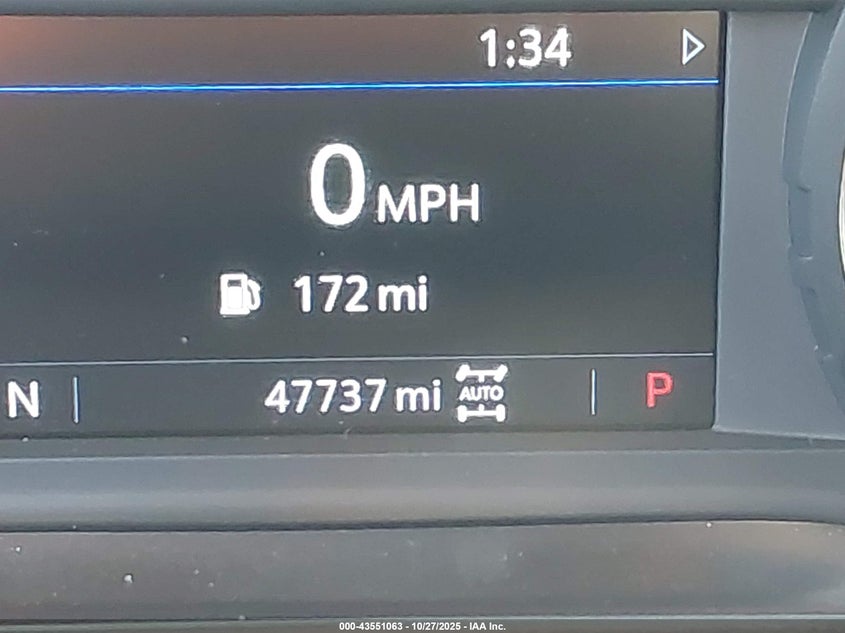 1:34
0 MPH
172 mi
N 47737 mi AUTO P
000-43551063 - 10/27/2025 - IAA Inc.